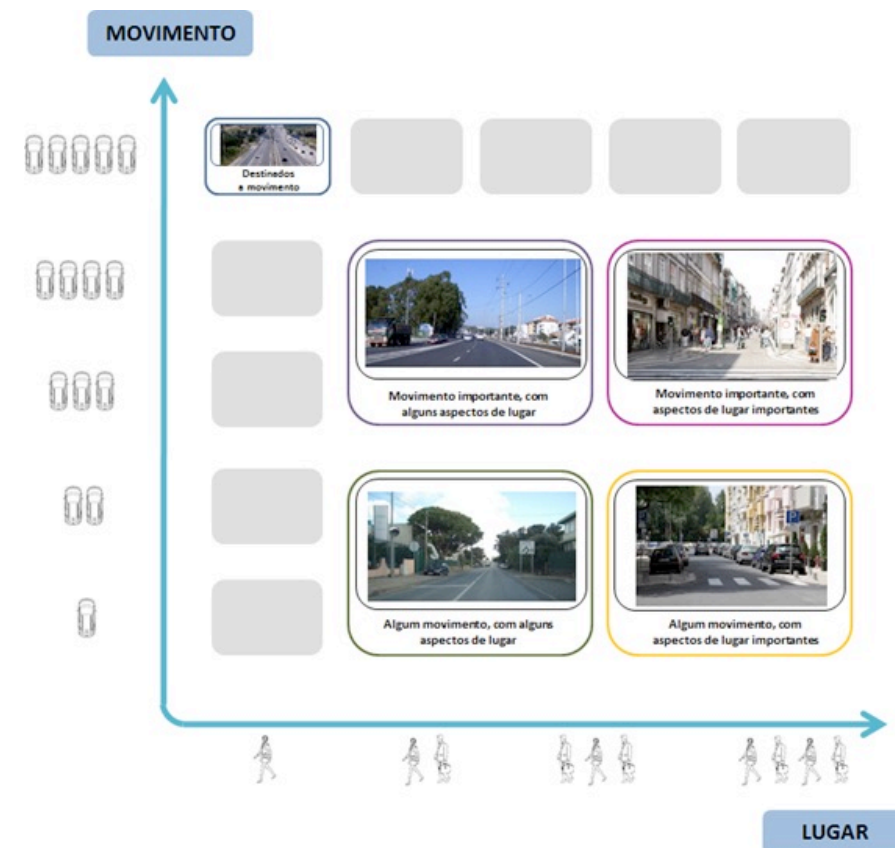 MOVIMENTO
Destinados
a movimento
Movimento importante, com
alguns aspectos de lugar
Movimento importante, com
aspectos de lugar importantes
Algum movimento, com alguns
aspectos de lugar
Algum movimento, com
aspectos de lugar importantes
LUGAR